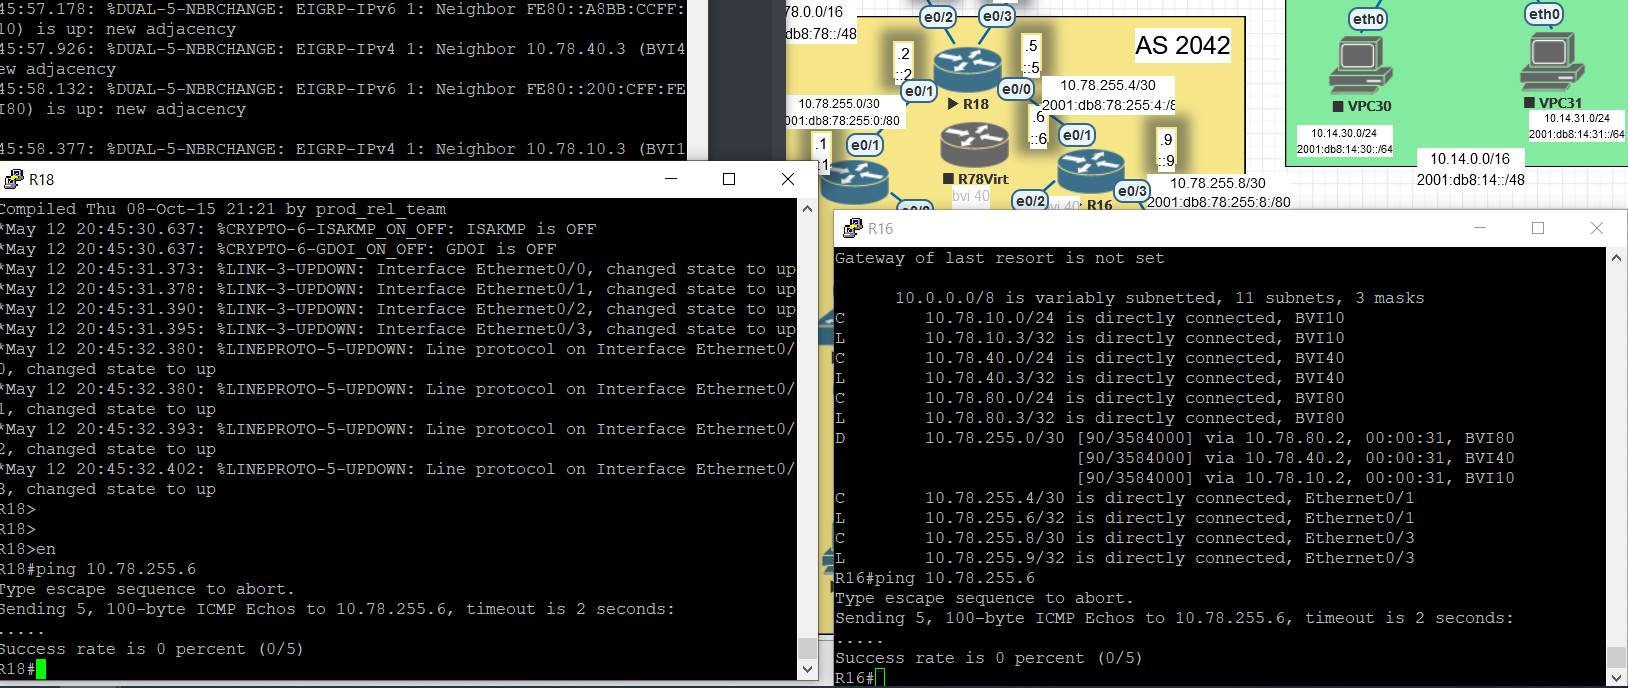 45:57.178: %DUAL-5-NBRCHANGE: EIGRP-IPv6 1: Neighbor FE80::A8BB:CCFF:
10) is up: new adjacency
45:57.926: %DUAL-5-NBRCHANGE: EIGRP-IPv4 1: Neighbor 10.78.40.3 (BVI4
ew adjacency
45:58.132: %DUAL-5-NBRCHANGE: EIGRP-IPv6 1: Neighbor FE80::200:CFF:FE
I80) is up: new adjacency
45:58.377: %DUAL-5-NBRCHANGE: EIGRP-IPv4 1: Neighbor 10.78.10.3 (BVI1
78.0.0/16
db8:78::/48
e0/2
e0/3
AS 2042
.2
::2
.5
::5
e0/1
e0/0
R18
10.78.255.4/30
2001:db8:78:255:4:/8
10.78.255.0/30
001:db8:78:255:0:/80
.6
::6
e0/1
.9
::9
.1
:1
e0/1
R78Virt
bvi 40
e0/2
bvi 40
R16
e0/3
10.78.255.8/30
2001:db8:78:255:8:/80
eth0
eth0
VPC30
VPC31
10.14.30.0/24
2001:db8:14:30::/64
10.14.31.0/24
2001:db8:14:31::/64
10.14.0.0/16
2001:db8:14::/48
R18
Compiled Thu 08-Oct-15 21:21 by prod_rel_team
*May 12 20:45:30.637: %CRYPTO-6-ISAKMP_ON_OFF: ISAKMP is OFF
*May 12 20:45:30.637: %CRYPTO-6-GDOI_ON_OFF: GDOI is OFF
*May 12 20:45:31.373: %LINK-3-UPDOWN: Interface Ethernet0/0, changed state to up
*May 12 20:45:31.378: %LINK-3-UPDOWN: Interface Ethernet0/1, changed state to up
*May 12 20:45:31.390: %LINK-3-UPDOWN: Interface Ethernet0/2, changed state to up
*May 12 20:45:31.395: %LINK-3-UPDOWN: Interface Ethernet0/3, changed state to up
*May 12 20:45:32.380: %LINEPROTO-5-UPDOWN: Line protocol on Interface Ethernet0/
0, changed state to up
*May 12 20:45:32.380: %LINEPROTO-5-UPDOWN: Line protocol on Interface Ethernet0/
1, changed state to up
*May 12 20:45:32.393: %LINEPROTO-5-UPDOWN: Line protocol on Interface Ethernet0/
2, changed state to up
*May 12 20:45:32.402: %LINEPROTO-5-UPDOWN: Line protocol on Interface Ethernet0/
3, changed state to up
R18>
R18>
R18>en
R18#ping 10.78.255.6
Type escape sequence to abort.
Sending 5, 100-byte ICMP Echos to 10.78.255.6, timeout is 2 seconds:
.....
Success rate is 0 percent (0/5)
R18#
R16
Gateway of last resort is not set
10.0.0.0/8 is variably subnetted, 11 subnets, 3 masks
C 10.78.10.0/24 is directly connected, BVI10
L 10.78.10.3/32 is directly connected, BVI10
C 10.78.40.0/24 is directly connected, BVI40
L 10.78.40.3/32 is directly connected, BVI40
C 10.78.80.0/24 is directly connected, BVI80
L 10.78.80.3/32 is directly connected, BVI80
D 10.78.255.0/30 [90/3584000] via 10.78.80.2, 00:00:31, BVI80
[90/3584000] via 10.78.40.2, 00:00:31, BVI40
[90/3584000] via 10.78.10.2, 00:00:31, BVI10
C 10.78.255.4/30 is directly connected, Ethernet0/1
L 10.78.255.6/32 is directly connected, Ethernet0/1
C 10.78.255.8/30 is directly connected, Ethernet0/3
L 10.78.255.9/32 is directly connected, Ethernet0/3
R16#ping 10.78.255.6
Type escape sequence to abort.
Sending 5, 100-byte ICMP Echos to 10.78.255.6, timeout is 2 seconds:
.....
Success rate is 0 percent (0/5)
R16#